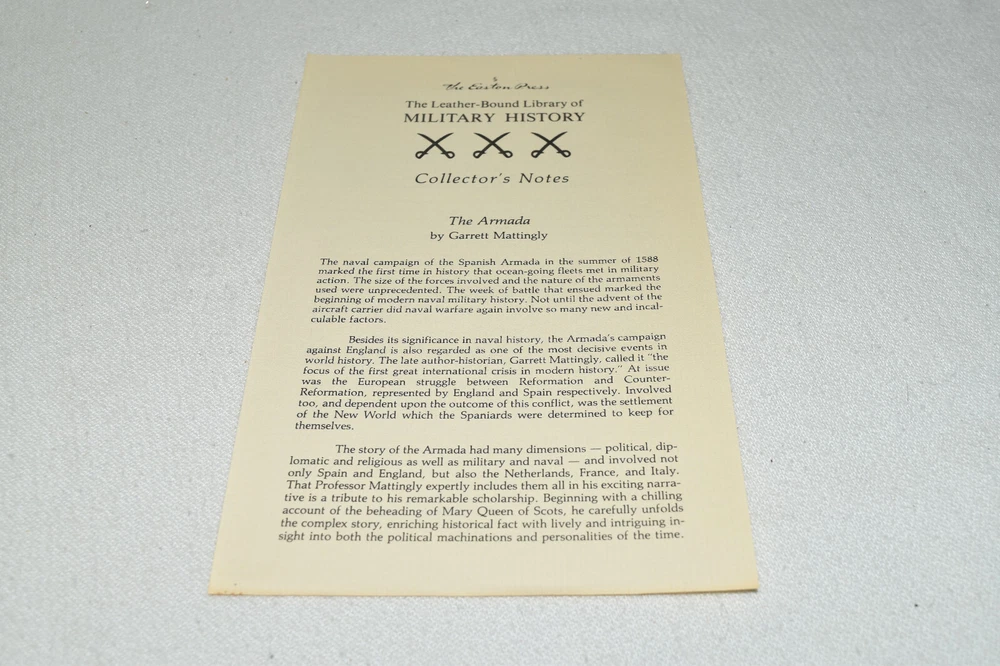 The Easton Press
The Leather-Bound Library of
MILITARY HISTORY
Collector's Notes
The Armada
by Garrett Mattingly
The naval campaign of the Spanish Armada in the summer of 1588
marked the first time in history that ocean-going fleets met in military
action. The size of the forces involved and the nature of the armaments
used were unprecedented. The week of battle that ensued marked the
beginning of modern naval military history. Not until the advent of the
aircraft carrier did naval warfare again involve so many new and incal-
culable factors.
Besides its significance in naval history, the Armada's campaign
against England is also regarded as one of the most decisive events in
world history. The late author-historian, Garrett Mattingly, called it "the
focus of the first great international crisis in modern history." At issue
was the European struggle between Reformation and Counter-
Reformation, represented by England and Spain respectively. Involved
too, and dependent upon the outcome of this conflict, was the settlement
of the New World which the Spaniards were determined to keep for
themselves.
The story of the Armada had many dimensions — political, dip-
lomatic and religious as well as military and naval — and involved not
only Spain and England, but also the Netherlands, France, and Italy.
That Professor Mattingly expertly includes them all in his exciting narra-
tive is a tribute to his remarkable scholarship. Beginning with a chilling
account of the beheading of Mary Queen of Scots, he carefully unfolds
the complex story, enriching historical fact with lively and intriguing in-
sight into both the political machinations and personalities of the time.